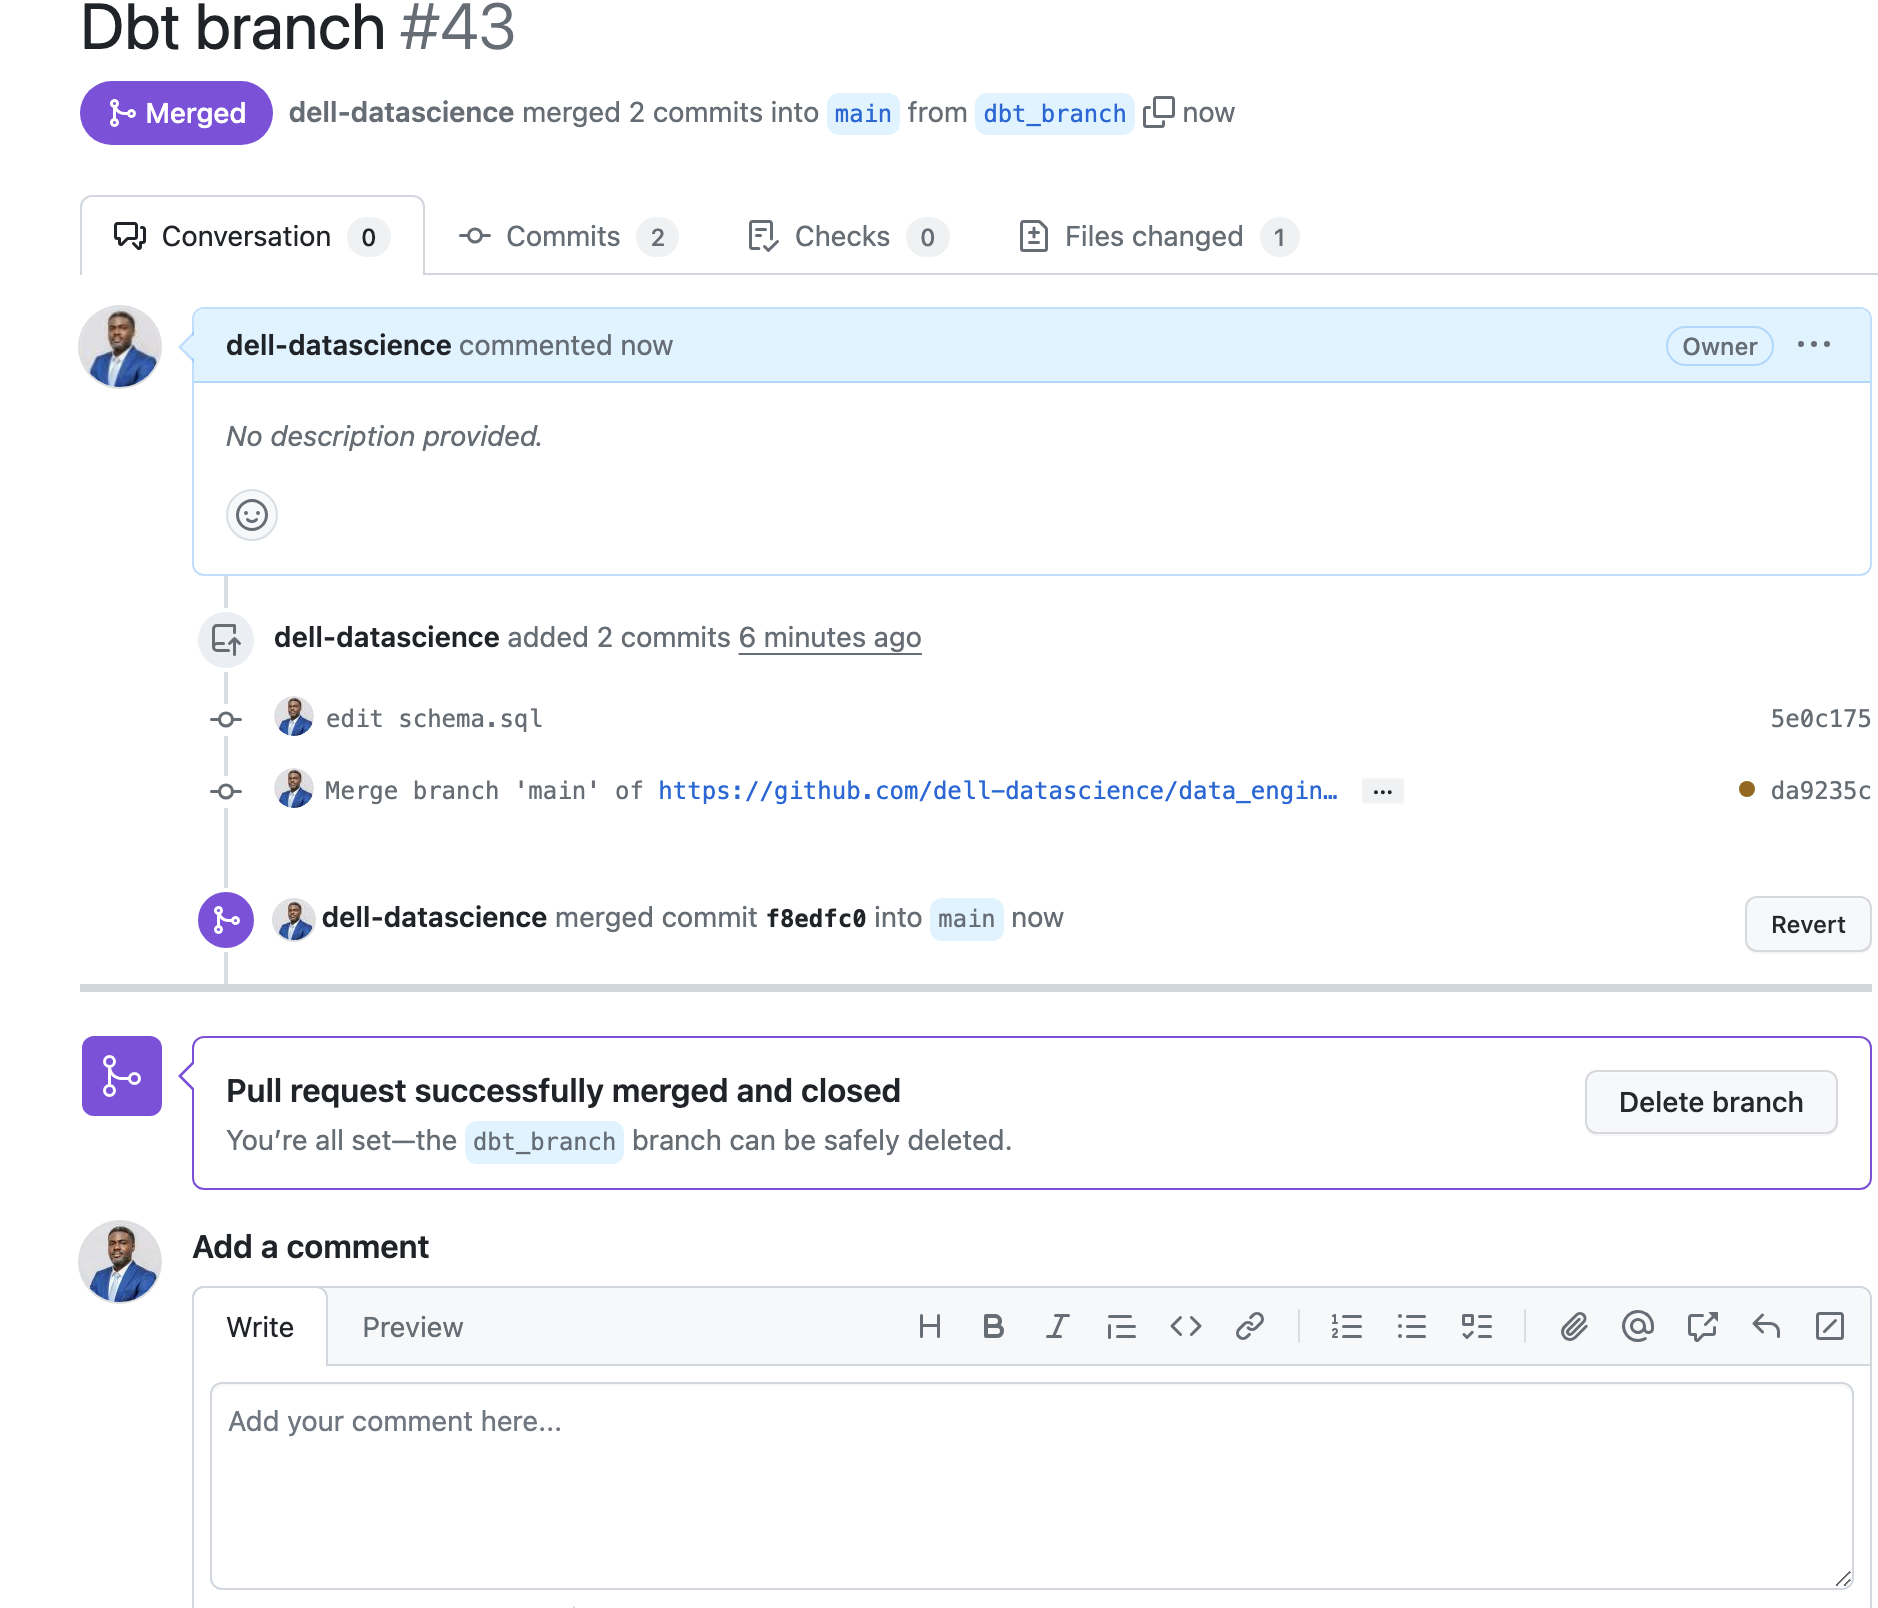 Dbt branch #43
Merged dell-datascience merged 2 commits into main from dbt_branch now
Conversation 0 Commits 2 Checks 0 Files changed 1
dell-datascience commented now Owner ...
No description provided.
dell-datascience added 2 commits 6 minutes ago
edit schema.sql 5e0c175
Merge branch 'main' of https://github.com/dell-datascience/data_engin… ... da9235c
dell-datascience merged commit f8edfc0 into main now Revert
Pull request successfully merged and closed
You’re all set—the dbt_branch branch can be safely deleted.
Delete branch
Add a comment
Write Preview
Add your comment here...